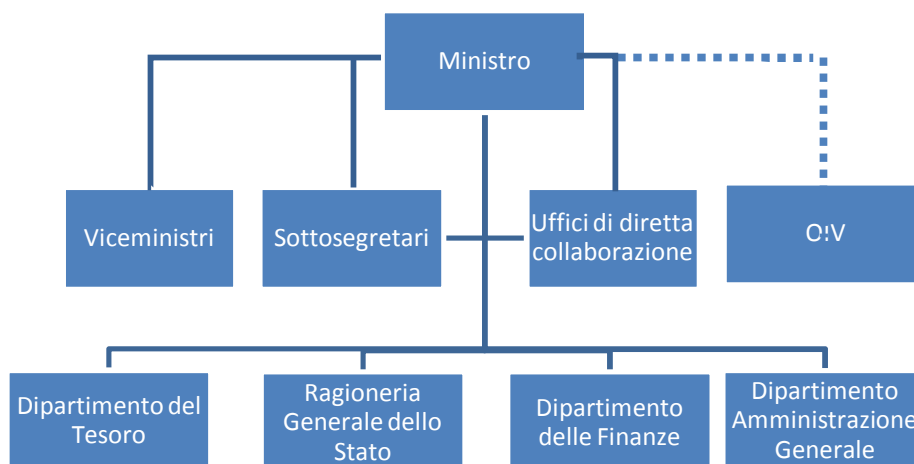 Ministro
Viceministri
Sottosegretari
Uffici di diretta
collaborazione
OIV
Dipartimento del
Tesoro
Ragioneria
Generale dello
Stato
Dipartimento
delle Finanze
Dipartimento
Amministrazione
Generale